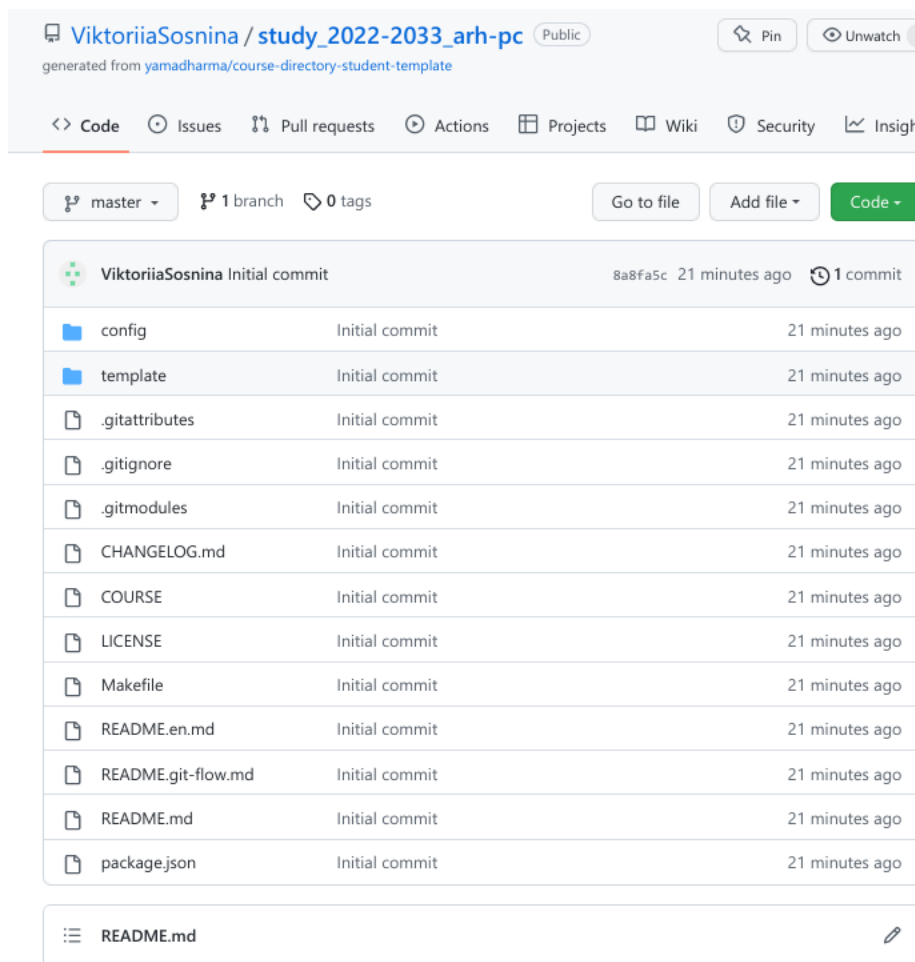 ViktoriiaSosnina / study_2022-2033_arh-pc Public Pin Unwatch
generated from yamadharma/course-directory-student-template
Code Issues Pull requests Actions Projects Wiki Security Insigh
master 1 branch 0 tags Go to file Add file Code
ViktoriiaSosnina Initial commit 8a8fa5c 21 minutes ago 1 commit
config Initial commit 21 minutes ago
template Initial commit 21 minutes ago
.gitattributes Initial commit 21 minutes ago
.gitignore Initial commit 21 minutes ago
.gitmodules Initial commit 21 minutes ago
CHANGELOG.md Initial commit 21 minutes ago
COURSE Initial commit 21 minutes ago
LICENSE Initial commit 21 minutes ago
Makefile Initial commit 21 minutes ago
README.en.md Initial commit 21 minutes ago
README.git-flow.md Initial commit 21 minutes ago
README.md Initial commit 21 minutes ago
package.json Initial commit 21 minutes ago
README.md